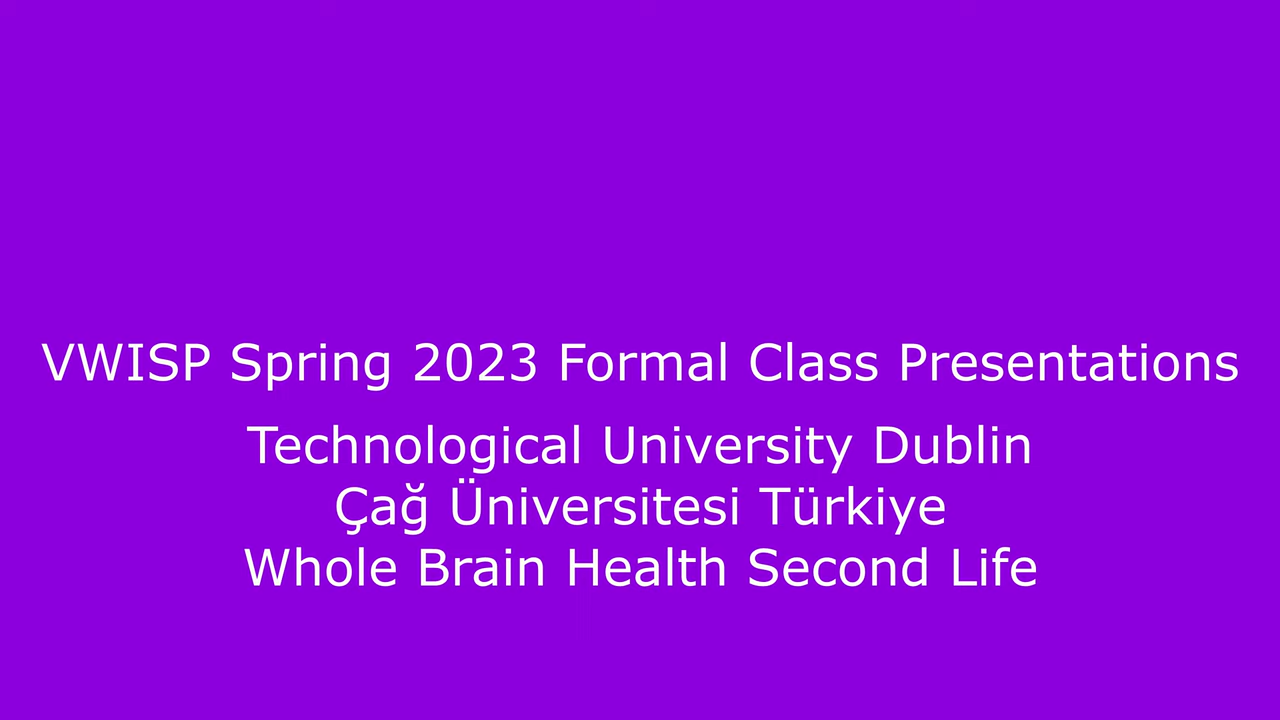 VWISP Spring 2023 Formal Class Presentations
Technological University Dublin
Çağ Üniversitesi Türkiye
Whole Brain Health Second Life